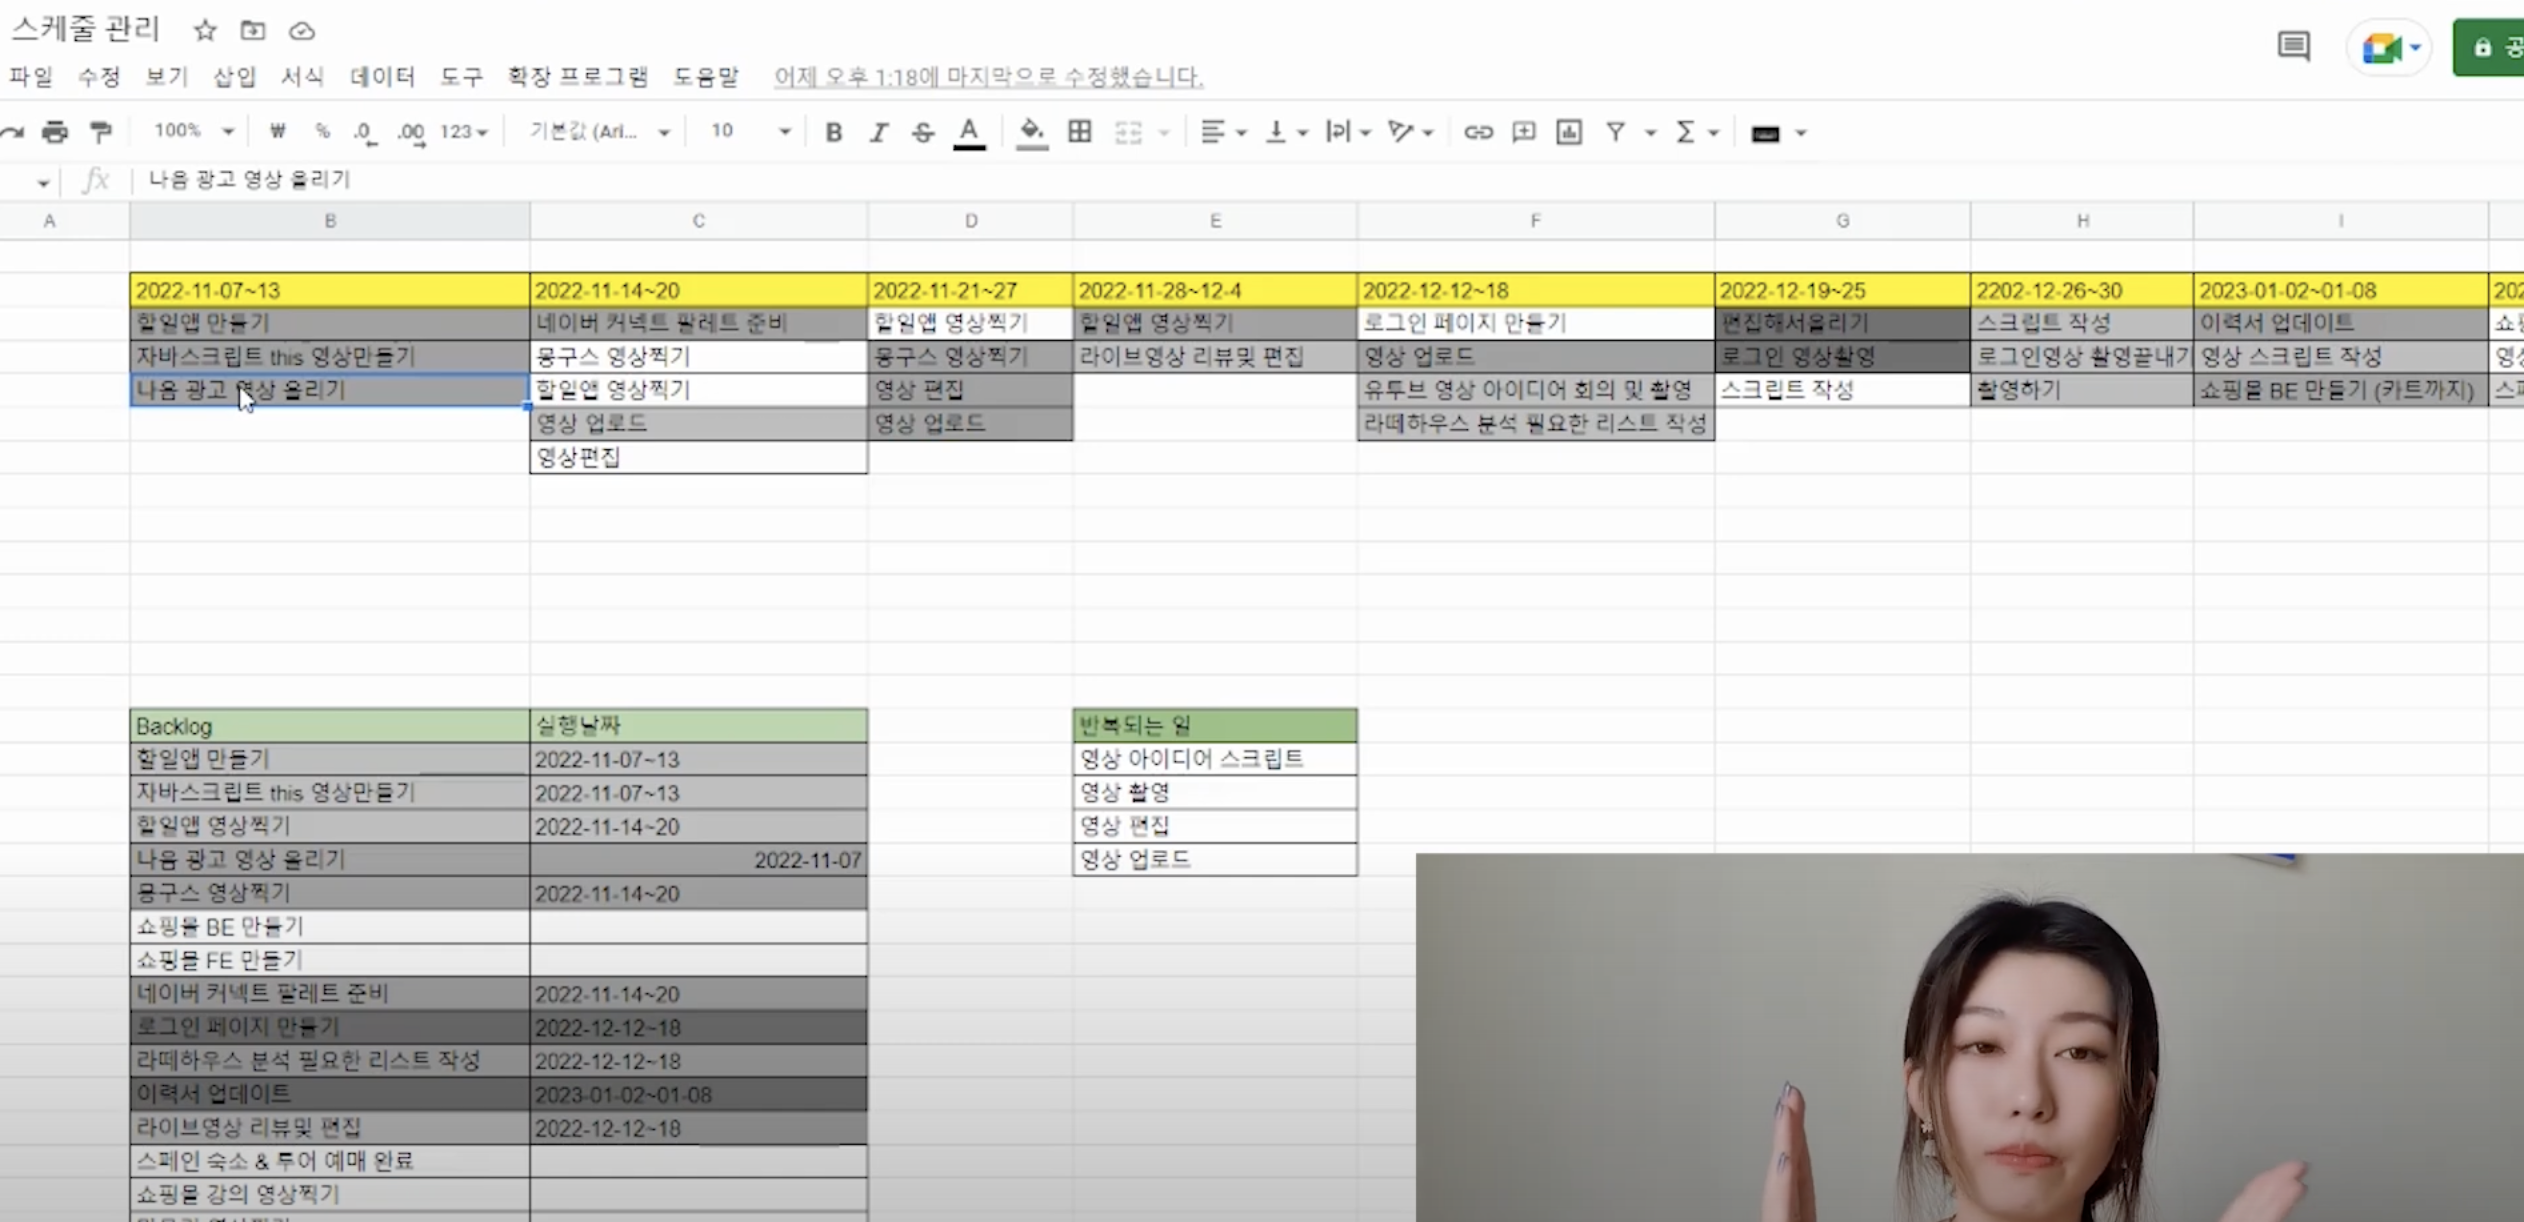 스케줄 관리
파일 수정 보기 삽입 서식 데이터 도구 확장 프로그램 도움말 어제 오후 1:18에 마지막으로 수정했습니다.
100% ₩ % .0 .00 123 기본값 (Ari... 10 B I S A
fx 나음 광고 영상 올리기
A B C D E F G H I
2022-11-07~13 2022-11-14~20 2022-11-21~27 2022-11-28~12-4 2022-12-12~18 2022-12-19~25 2202-12-26~30 2023-01-02~01-08 202
할일앱 만들기 네이버 커넥트 팔레트 준비 할일앱 영상찍기 할일앱 영상찍기 로그인 페이지 만들기 편집해서올리기 스크립트 작성 이력서 업데이트
자바스크립트 this 영상만들기 몽구스 영상찍기 몽구스 영상찍기 라이브영상 리뷰및 편집 영상 업로드 로그인 영상촬영 로그인영상 촬영끝내기 영상 스크립트 작성
나음 광고 영상 올리기 할일앱 영상찍기 영상 편집 유투브 영상 아이디어 회의 및 촬영 스크립트 작성 촬영하기 쇼핑몰 BE 만들기 (카트까지)
영상 업로드 영상 업로드 라떼하우스 분석 필요한 리스트 작성
영상편집
Backlog 실행날짜 반복되는 일
할일앱 만들기 2022-11-07~13 영상 아이디어 스크립트
자바스크립트 this 영상만들기 2022-11-07~13 영상 촬영
할일앱 영상찍기 2022-11-14~20 영상 편집
나음 광고 영상 올리기 2022-11-07 영상 업로드
몽구스 영상찍기 2022-11-14~20
쇼핑몰 BE 만들기
쇼핑몰 FE 만들기
네이버 커넥트 팔레트 준비 2022-11-14~20
로그인 페이지 만들기 2022-12-12~18
라떼하우스 분석 필요한 리스트 작성 2022-12-12~18
이력서 업데이트 2023-01-02~01-08
라이브영상 리뷰및 편집 2022-12-12~18
스페인 숙소 & 투어 예매 완료
쇼핑몰 강의 영상찍기